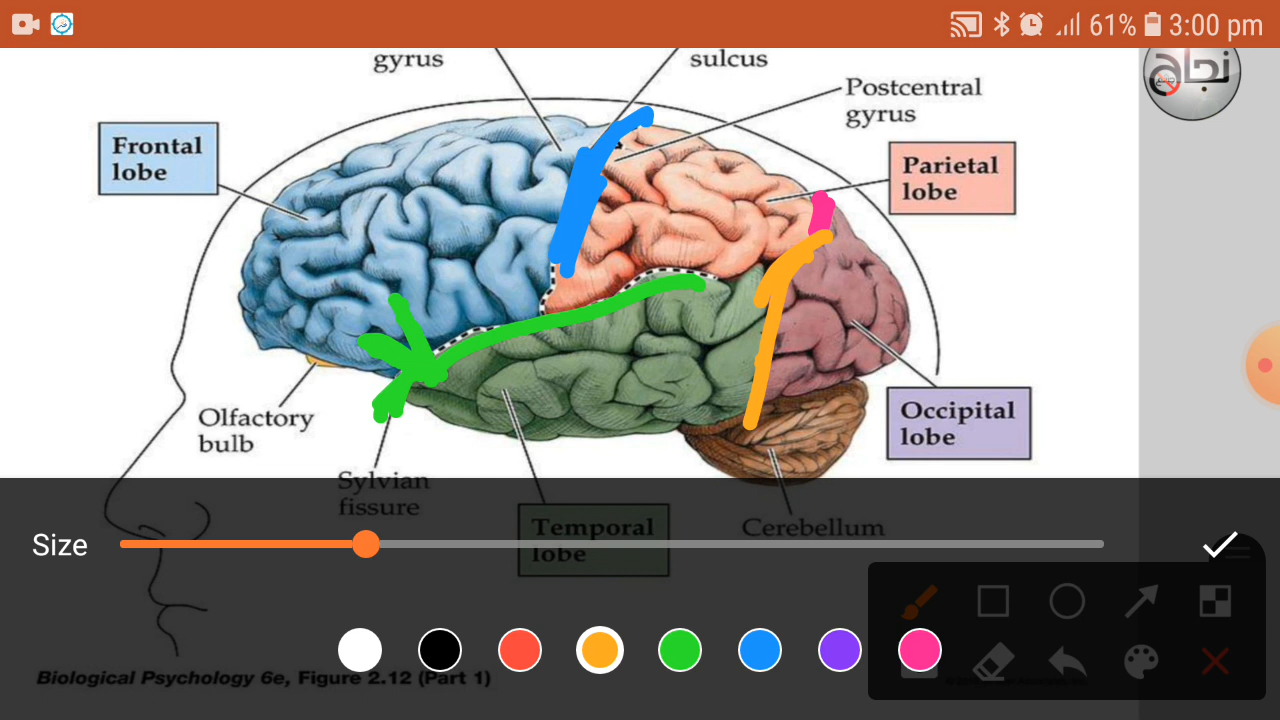 61% 3:00 pm
gyrus
sulcus
Postcentral
gyrus
Frontal
lobe
Parietal
lobe
Olfactory
bulb
Occipital
lobe
Sylvian
fissure
Temporal
lobe
Cerebellum
Size
Biological Psychology 6e, Figure 2.12 (Part 1)